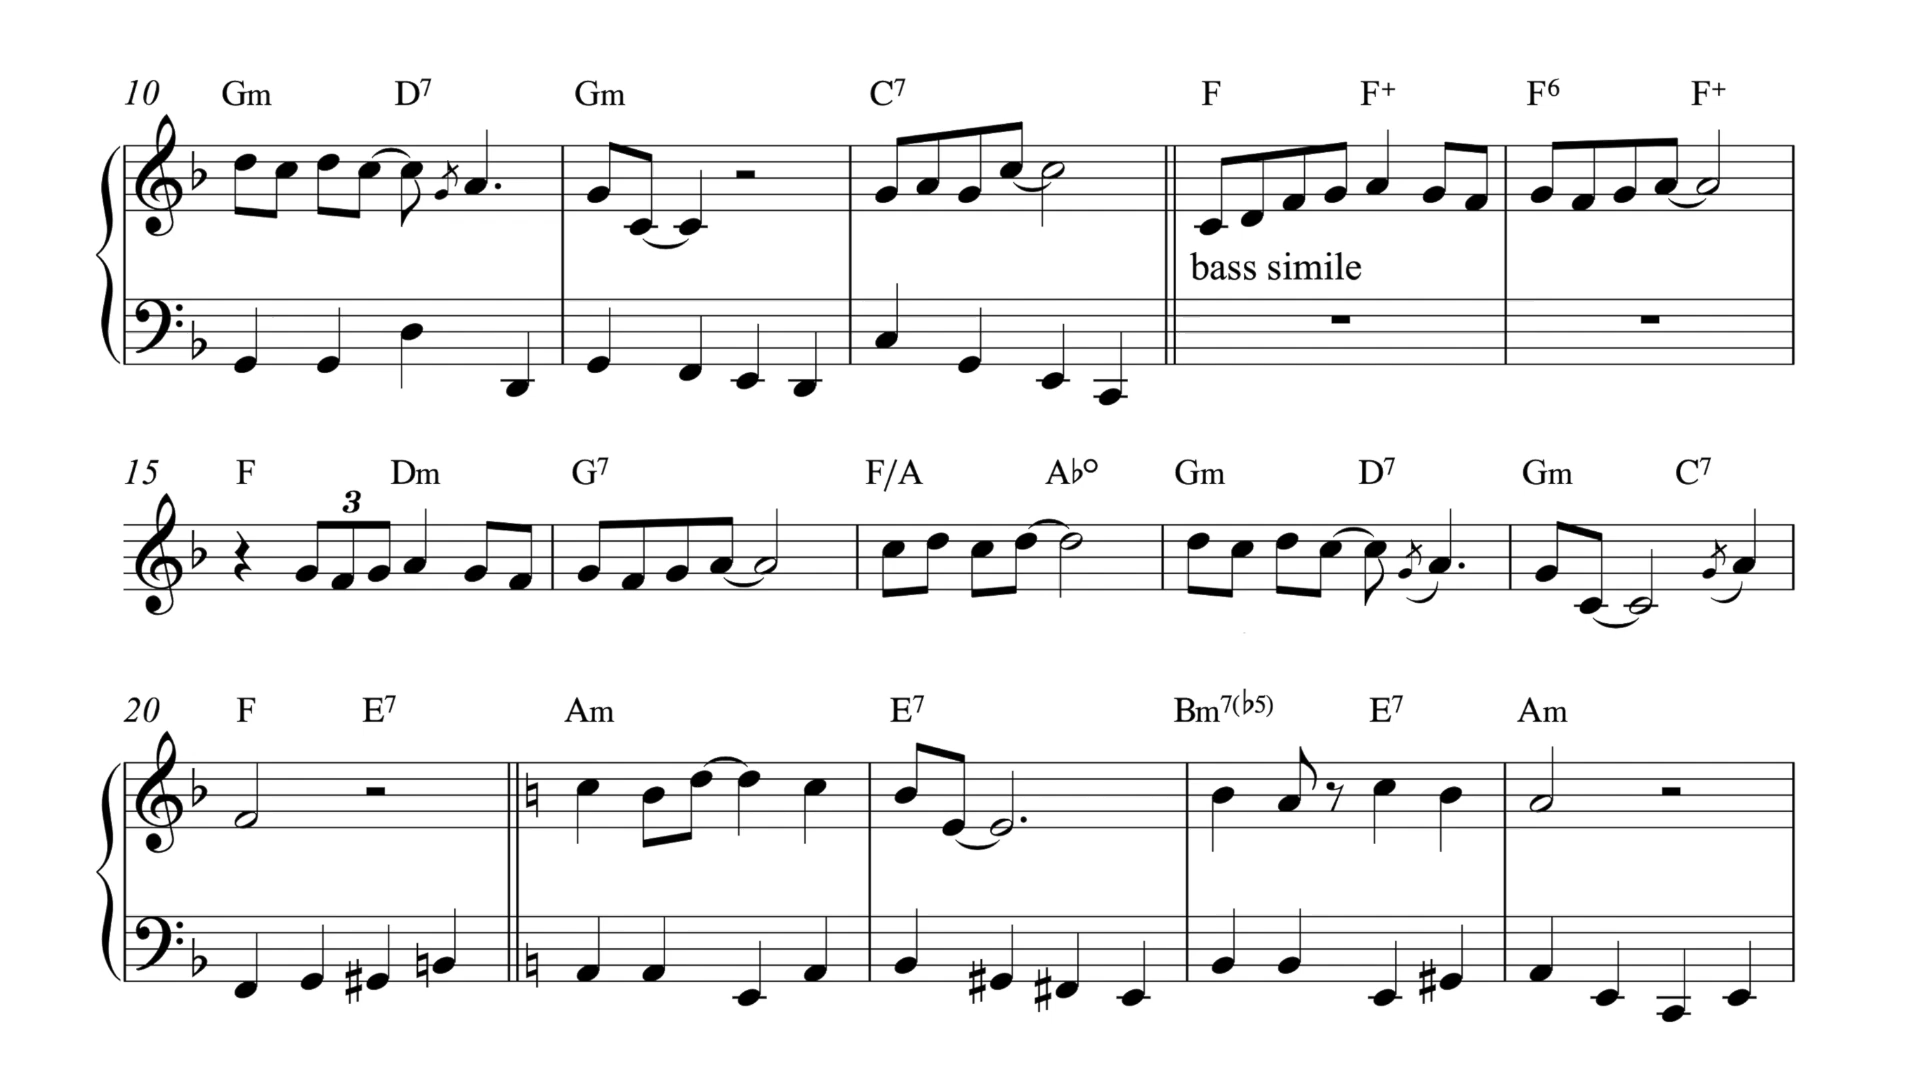 10 Gm D7 Gm C7 F F+ F6 F+
bass simile
15 F Dm G7 F/A A♭o Gm D7 Gm C7
3
20 F E7 Am E7 Bm7(♭5) E7 Am